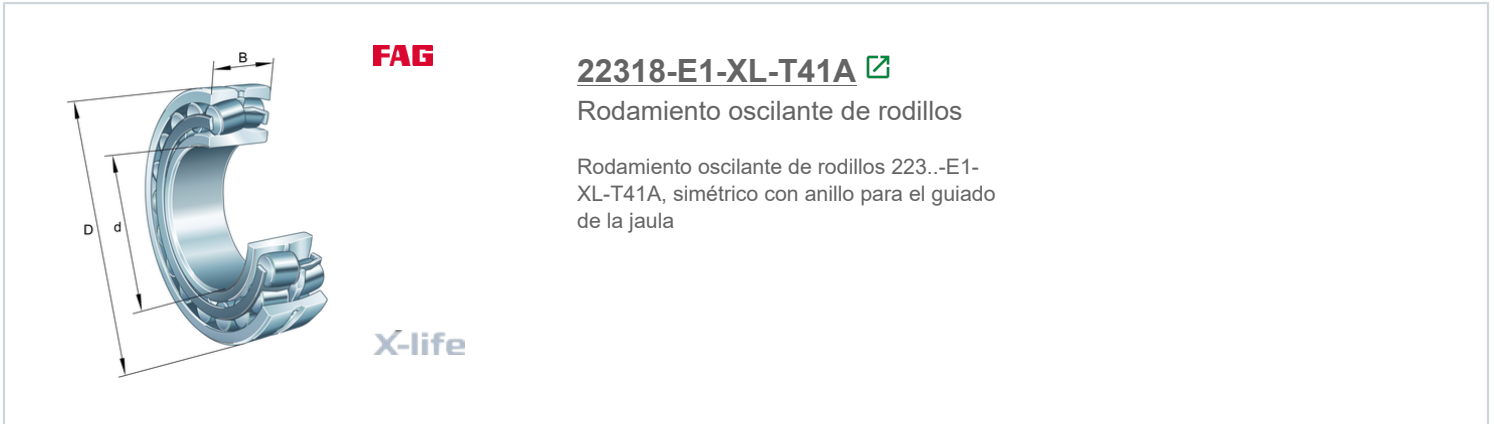 B
FAG
22318-E1-XL-T41A
Rodamiento oscilante de rodillos
Rodamiento oscilante de rodillos 223..-E1-
XL-T41A, simétrico con anillo para el guiado
de la jaula
D
d
X-life